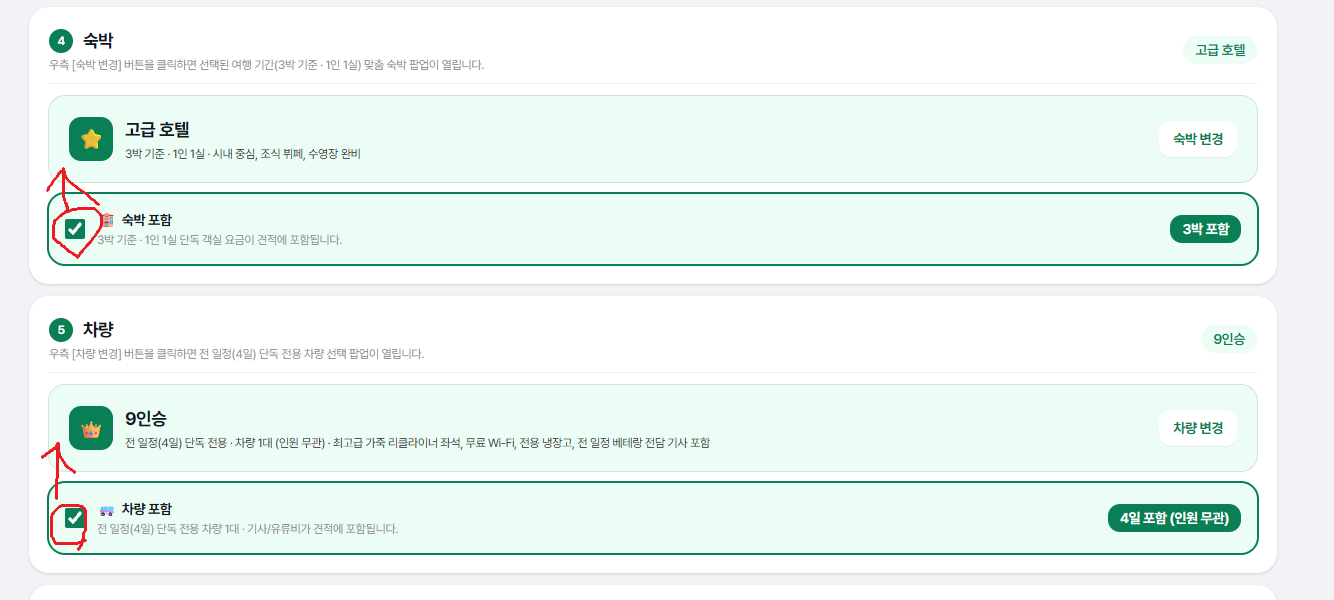 4 숙박
우측 [숙박 변경] 버튼을 클릭하면 선택된 여행 기간(3박 기준 · 1인 1실) 맞춤 숙박 팝업이 열립니다.
고급 호텔
고급 호텔
3박 기준 · 1인 1실 · 시내 중심, 조식 뷔페, 수영장 완비
숙박 변경
숙박 포함
3박 기준 · 1인 1실 단독 객실 요금이 견적에 포함됩니다.
3박 포함
5 차량
우측 [차량 변경] 버튼을 클릭하면 전 일정(4일) 단독 전용 차량 선택 팝업이 열립니다.
9인승
9인승
전 일정(4일) 단독 전용 · 차량 1대 (인원 무관) · 최고급 가죽 리클라이너 좌석, 무료 Wi-Fi, 전용 냉장고, 전 일정 베테랑 전담 기사 포함
차량 변경
차량 포함
전 일정(4일) 단독 전용 차량 1대 · 기사/유류비가 견적에 포함됩니다.
4일 포함 (인원 무관)